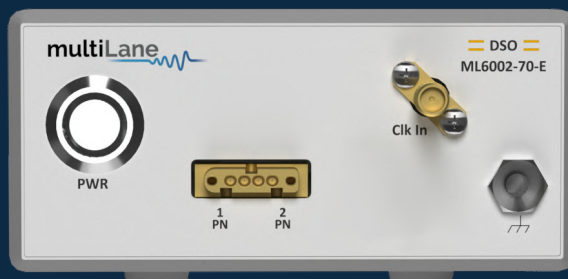 multiLane
DSO
ML6002-70-E
Clk In
PWR
1 2
PN PN